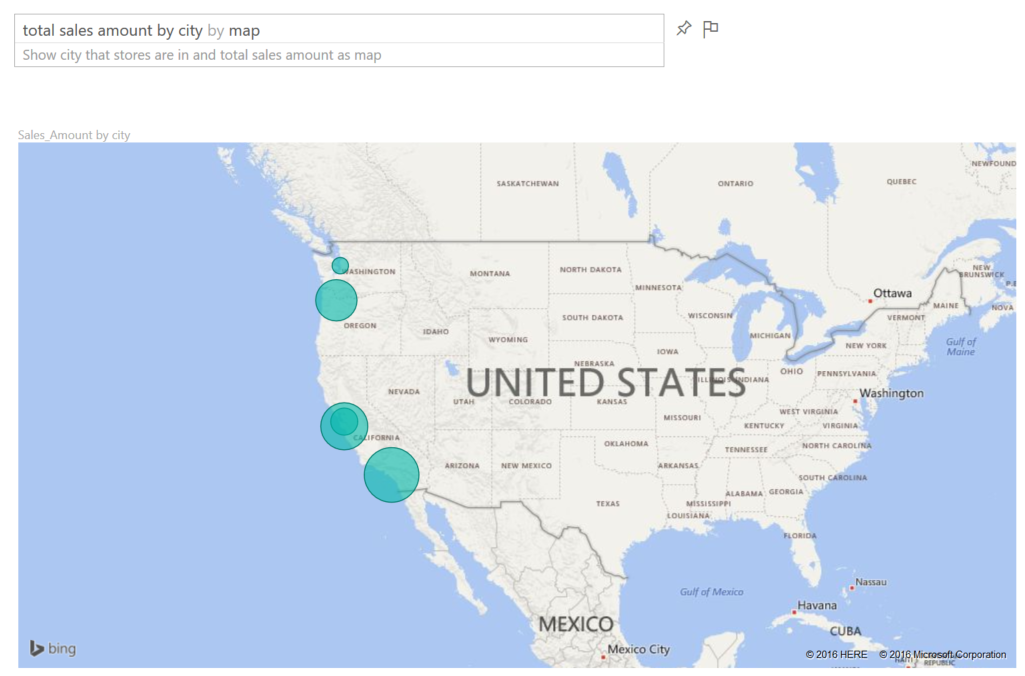 total sales amount by city by map
Show city that stores are in and total sales amount as map
Sales_Amount by city
NEWFOUND
SASKATCHEWAN
ONTARIO
QUEBEC
WASHINGTON
MONTANA
NORTH DAKOTA
MINNESOTA
NEW
BRUNSWICK
P.E
Ottawa
MAINE
NOVA
OREGON
IDAHO
SOUTH DAKOTA
WISCONSIN
MICHIGAN
VERMONT
WYOMING
NEW YORK
Gulf of
Maine
IOWA
NEBRASKA
OHIO
PENNSYLVANIA
UNITED STATES
ILLINOIS
INDIANA
NEVADA
UTAH
COLORADO
KANSAS
Washington
MISSOURI
WEST VIRGINIA
KENTUCKY
VIRGINIA
CALIFORNIA
OKLAHOMA
TENNESSEE
NORTH CAROLINA
ARIZONA
NEW MEXICO
ARKANSAS
SOUTH CAROLINA
ALABAMA
GEORGIA
TEXAS
MISSISSIPPI
LOUISIANA
FLORIDA
Gulf of Mexico
Nassau
Havana
MEXICO
CUBA
Mexico City
bing
© 2016 HERE © 2016 Microsoft Corporation
HAITI
REPUBLIC